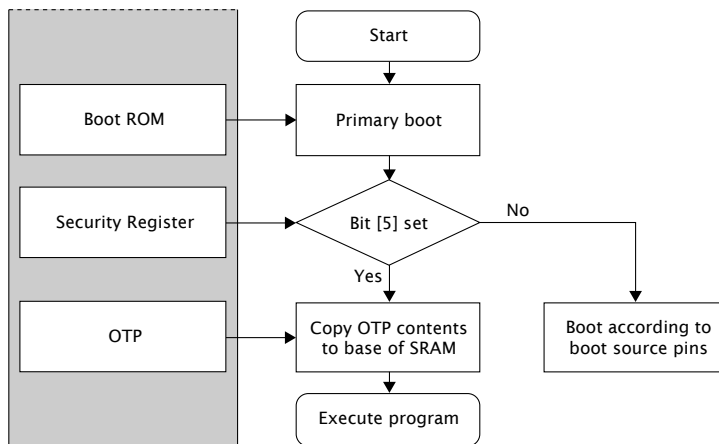 Start
Boot ROM
Primary boot
Security Register
Bit [5] set
No
Yes
OTP
Copy OTP contents
to base of SRAM
Boot according to
boot source pins
Execute program